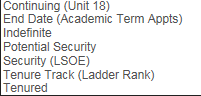 Continuing (Unit 18)
End Date (Academic Term Appts)
Indefinite
Potential Security
Security (LSOE)
Tenure Track (Ladder Rank)
Tenured